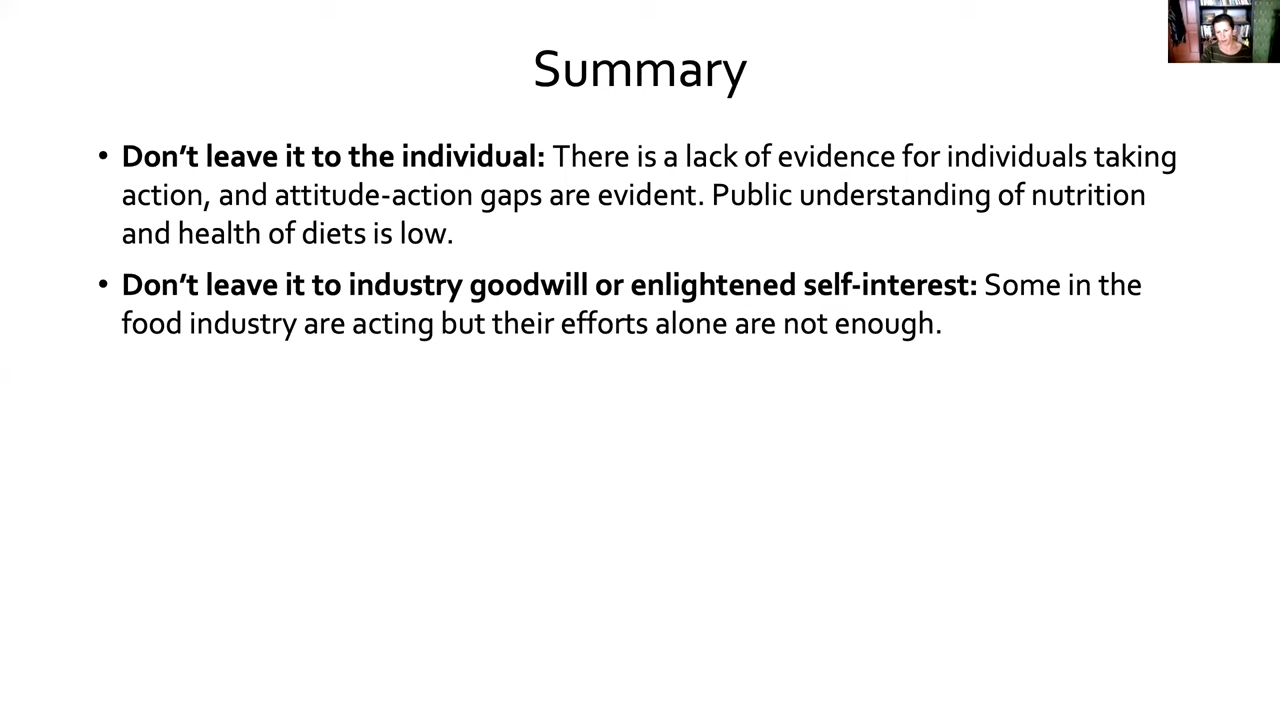 Summary
• Don’t leave it to the individual: There is a lack of evidence for individuals taking
action, and attitude-action gaps are evident. Public understanding of nutrition
and health of diets is low.
• Don’t leave it to industry goodwill or enlightened self-interest: Some in the
food industry are acting but their efforts alone are not enough.